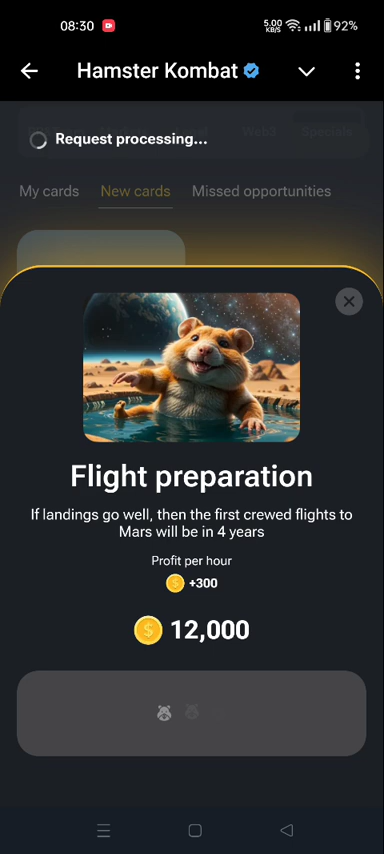 08:30
5.00 KB/S
92%
Hamster Kombat
Request processing...
Web3
Specials
My cards
New cards
Missed opportunities
Flight preparation
If landings go well, then the first crewed flights to
Mars will be in 4 years
Profit per hour
+300
12,000